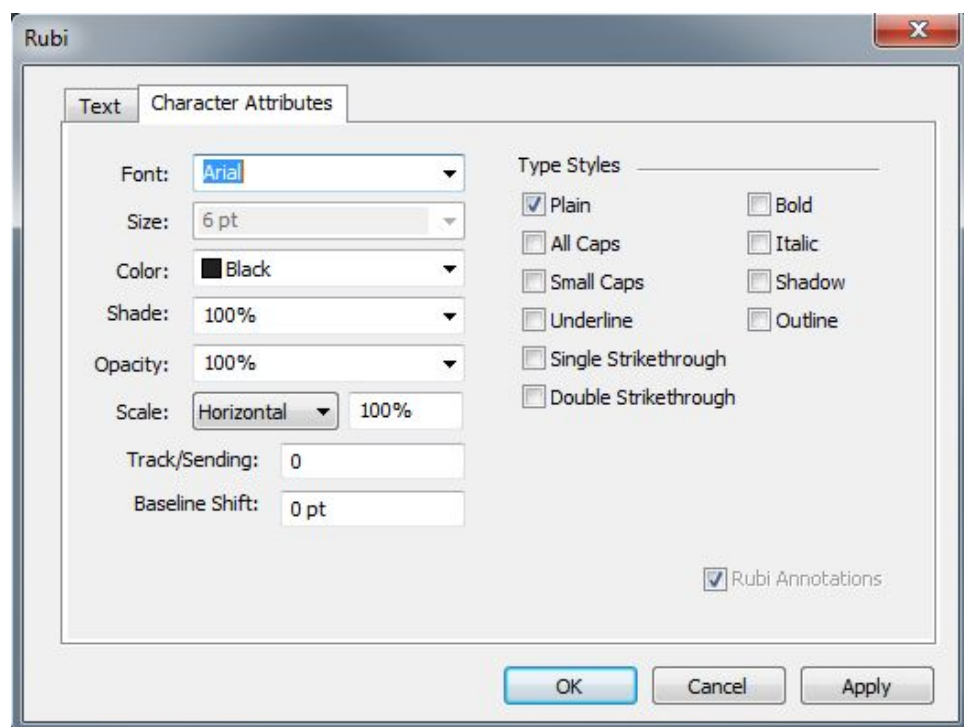 Rubi
Text
Character Attributes
Font: Arial
Size: 6 pt
Color: Black
Shade: 100%
Opacity: 100%
Scale: Horizontal 100%
Track/Sending: 0
Baseline Shift: 0 pt
Type Styles
Plain
Bold
All Caps
Italic
Small Caps
Shadow
Underline
Outline
Single Strikethrough
Double Strikethrough
Rubi Annotations
OK
Cancel
Apply